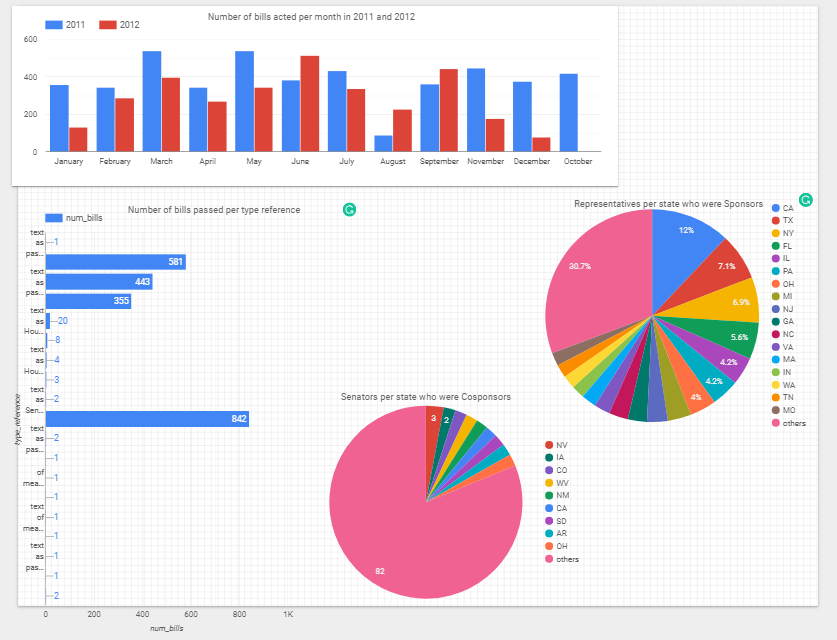 Number of bills acted per month in 2011 and 2012
2011 2012
600
400
200
0
January February March April May June July August September November December October
Number of bills passed per type reference
num_bills
text
as
pas...
text
as
pas...
text
as
Hou...
text
as
Hou...
text
as
Sen...
text
as
pas...
of
mea...
text
of
mea...
text
as
pas...
1
581
443
355
20
8
4
3
2
842
2
1
1
1
1
1
1
1
2
type_reference
0 200 400 600 800 1K
num_bills
Representatives per state who were Sponsors
12%
7.1%
6.9%
5.6%
4.2%
4.2%
4%
30.7%
CA
TX
NY
FL
IL
PA
OH
MI
NJ
GA
NC
VA
MA
IN
WA
TN
MO
others
Senators per state who were Cosponsors
3
2
82
NV
IA
CO
WV
NM
CA
SD
AR
OH
others